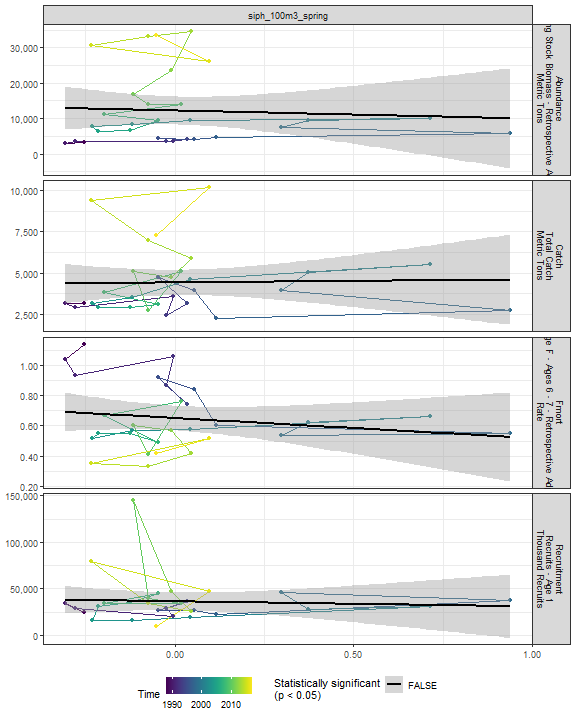 siph_100m3_spring
30,000
20,000
10,000
0
Abundance
ng Stock Biomass - Retrospective A
Metric Tons
10,000
7,500
5,000
2,500
Catch
Total Catch
Metric Tons
1.00
0.80
0.60
0.40
0.20
Fmort
ge F - Ages 6 - 7 - Retrospective Ad
Rate
150,000
100,000
50,000
0
Recruitment
Recruits - Age 1
Thousand Recruits
0.00 0.50 1.00
Time
1990 2000 2010
Statistically significant
(p < 0.05)
FALSE